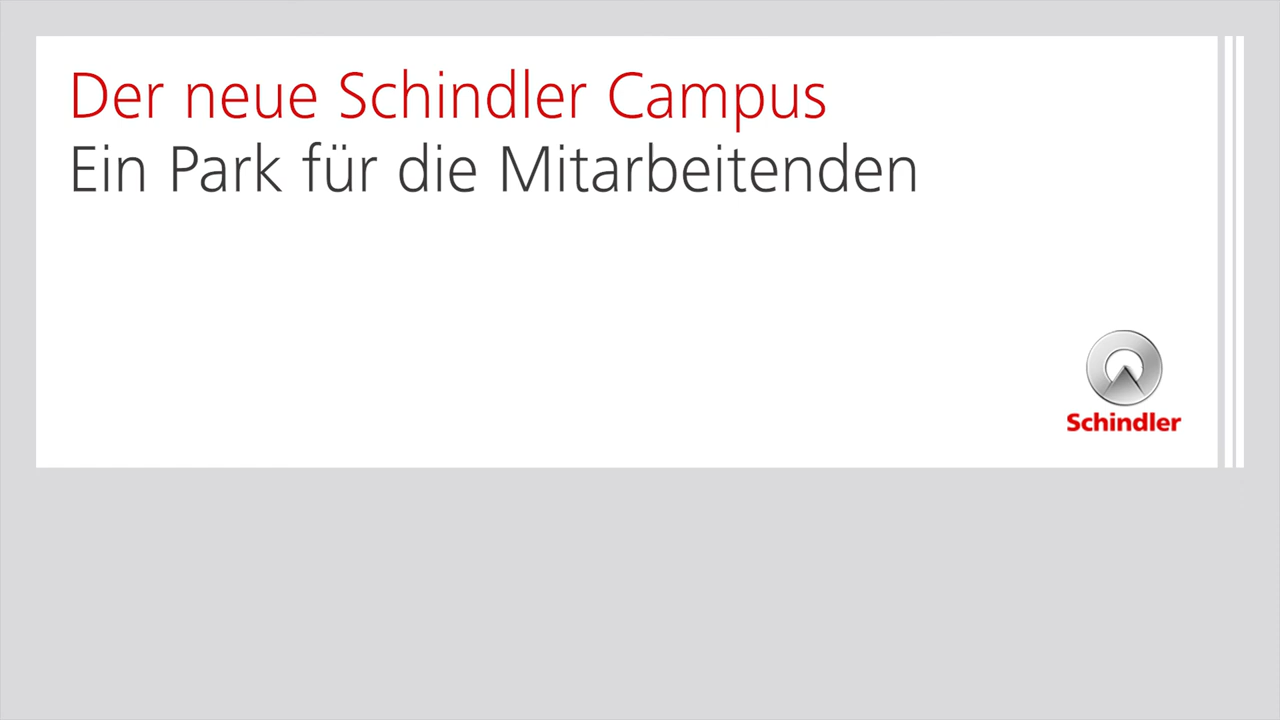 Der neue Schindler Campus
Ein Park für die Mitarbeitenden
Schindler